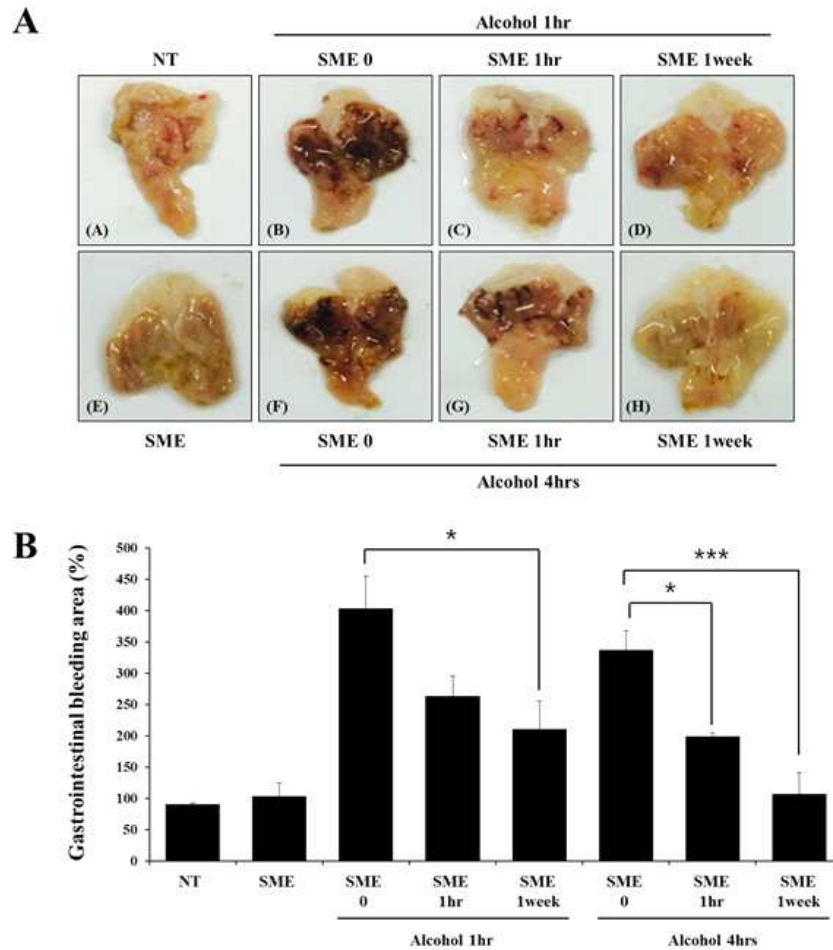 A
Alcohol 1hr
NT SME 0 SME 1hr SME 1week
(A) (B) (C) (D)
(E) (F) (G) (H)
SME SME 0 SME 1hr SME 1week
Alcohol 4hrs
B
Gastrointestinal bleeding area (%)
500
450
400
350
300
250
200
150
100
50
0
*
***
*
NT SME SME SME SME SME SME SME
0 1hr 1week 0 1hr 1week
Alcohol 1hr Alcohol 4hrs